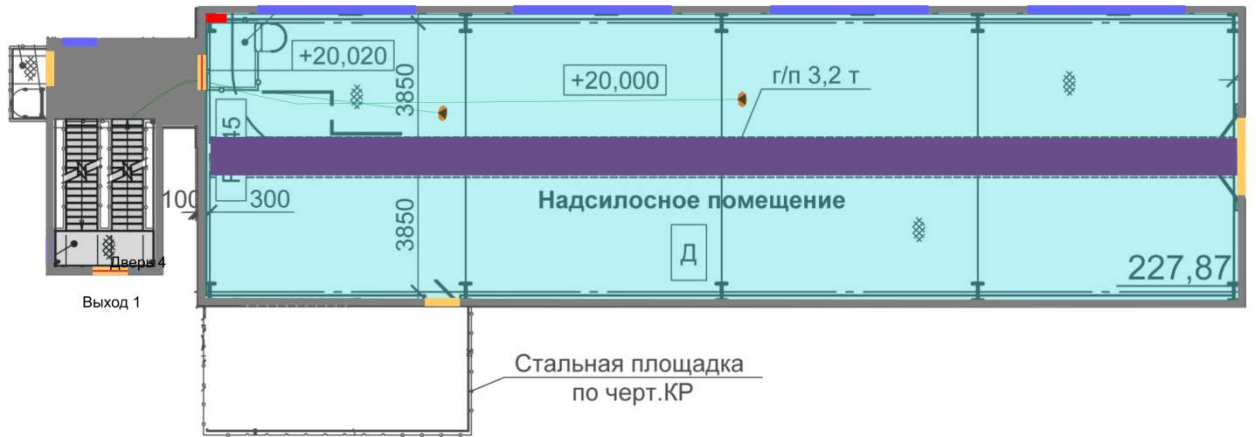 +20,020
3850
+20,000
г/п 3,2 т
100
300
3850
Надсилосное помещение
Д
227,87
Дверь 4
Выход 1
Стальная площадка
по черт.КР